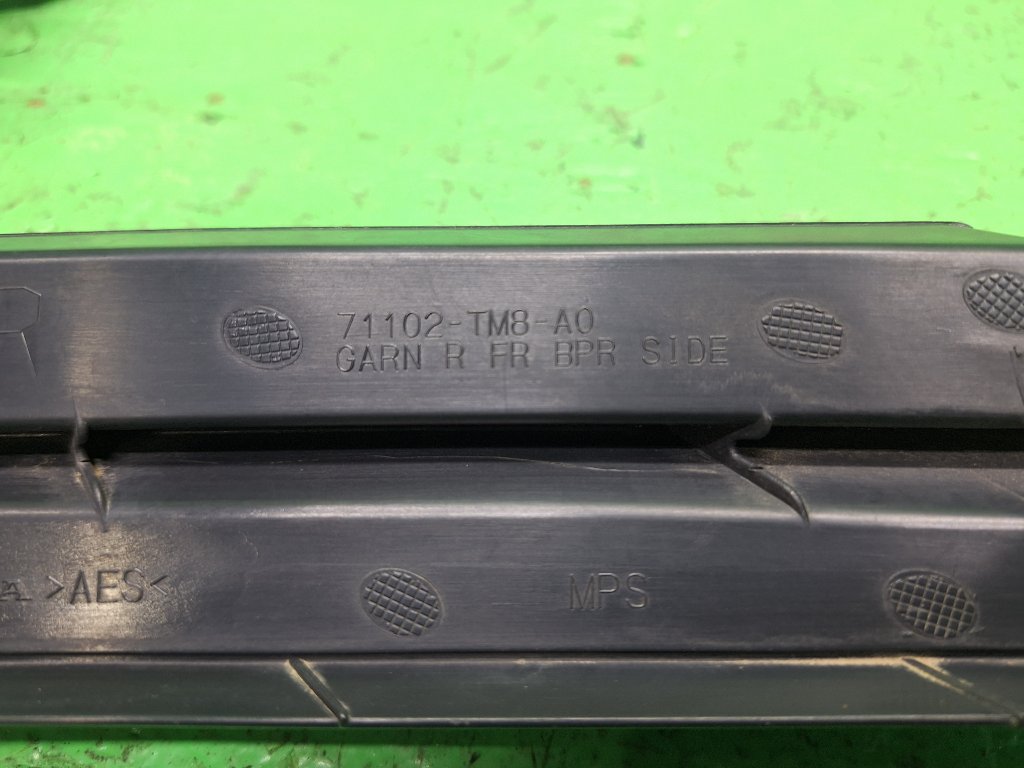 71102-TM8-A0
GARN R FR BPR SIDE
>AES<
MPS